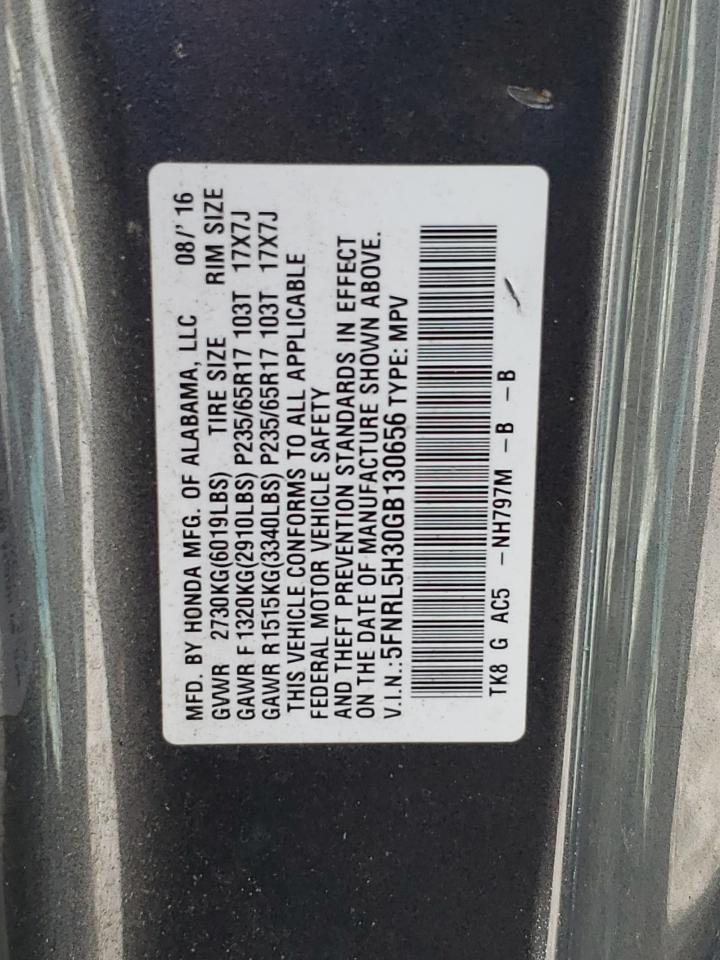 MFD. BY HONDA MFG. OF ALABAMA, LLC 08/'16
GVWR 2730KG(6019LBS) TIRE SIZE RIM SIZE
GAWR F 1320KG(2910LBS) P235/65R17 103T 17X7J
GAWR R 1515KG(3340LBS) P235/65R17 103T 17X7J
THIS VEHICLE CONFORMS TO ALL APPLICABLE
FEDERAL MOTOR VEHICLE SAFETY
AND THEFT PREVENTION STANDARDS IN EFFECT
ON THE DATE OF MANUFACTURE SHOWN ABOVE.
V.I.N.:5FNRL5H30GB130656 TYPE: MPV
TK8 G AC5 -NH797M -B -B